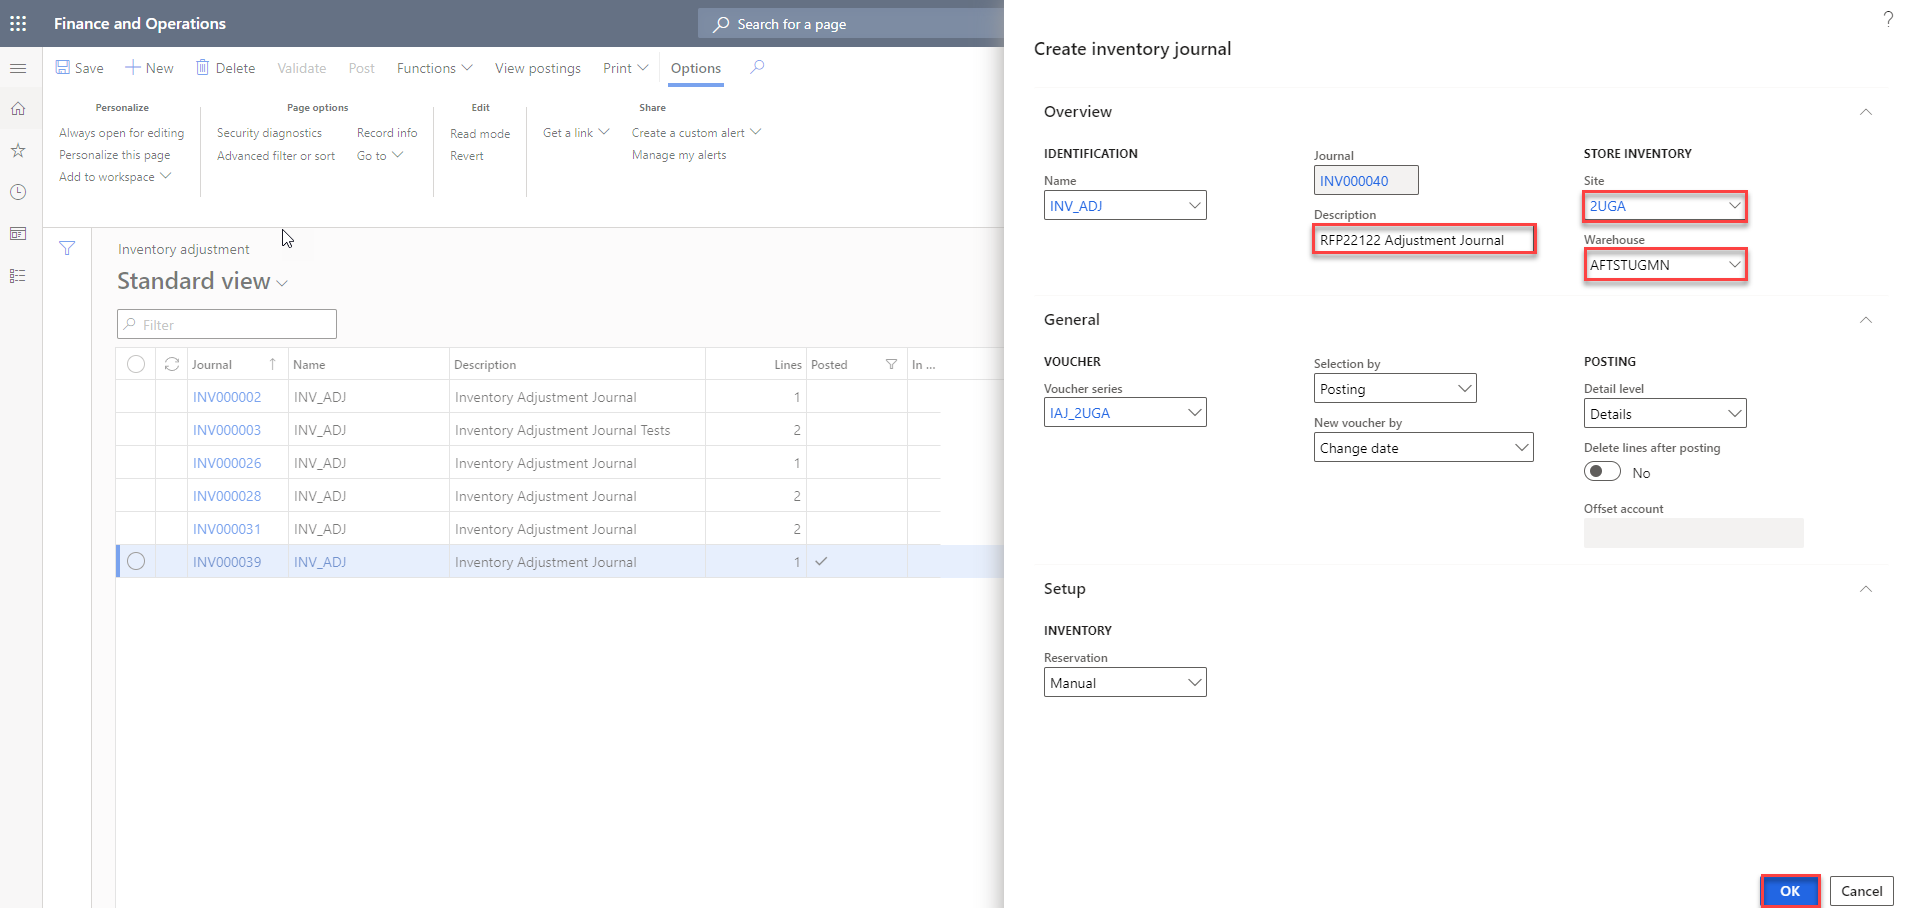 Finance and Operations
Search for a page
?
Save New Delete Validate Post Functions View postings Print Options
Personalize
Always open for editing
Personalize this page
Add to workspace
Page options
Security diagnostics Record info
Advanced filter or sort Go to
Edit
Read mode
Revert
Get a link
Share
Create a custom alert
Manage my alerts
Inventory adjustment
Standard view
Filter
Journal Name Description Lines Posted In ...
INV000002 INV_ADJ Inventory Adjustment Journal 1
INV000003 INV_ADJ Inventory Adjustment Journal Tests 2
INV000026 INV_ADJ Inventory Adjustment Journal 1
INV000028 INV_ADJ Inventory Adjustment Journal 2
INV000031 INV_ADJ Inventory Adjustment Journal 2
INV000039 INV_ADJ Inventory Adjustment Journal 1
Create inventory journal
Overview
IDENTIFICATION
Name
INV_ADJ
Journal
INV000040
Description
RFP22122 Adjustment Journal
STORE INVENTORY
Site
2UGA
Warehouse
AFTSTUGMN
General
VOUCHER
Voucher series
IAJ_2UGA
Selection by
Posting
New voucher by
Change date
POSTING
Detail level
Details
Delete lines after posting
No
Offset account
Setup
INVENTORY
Reservation
Manual
OK Cancel